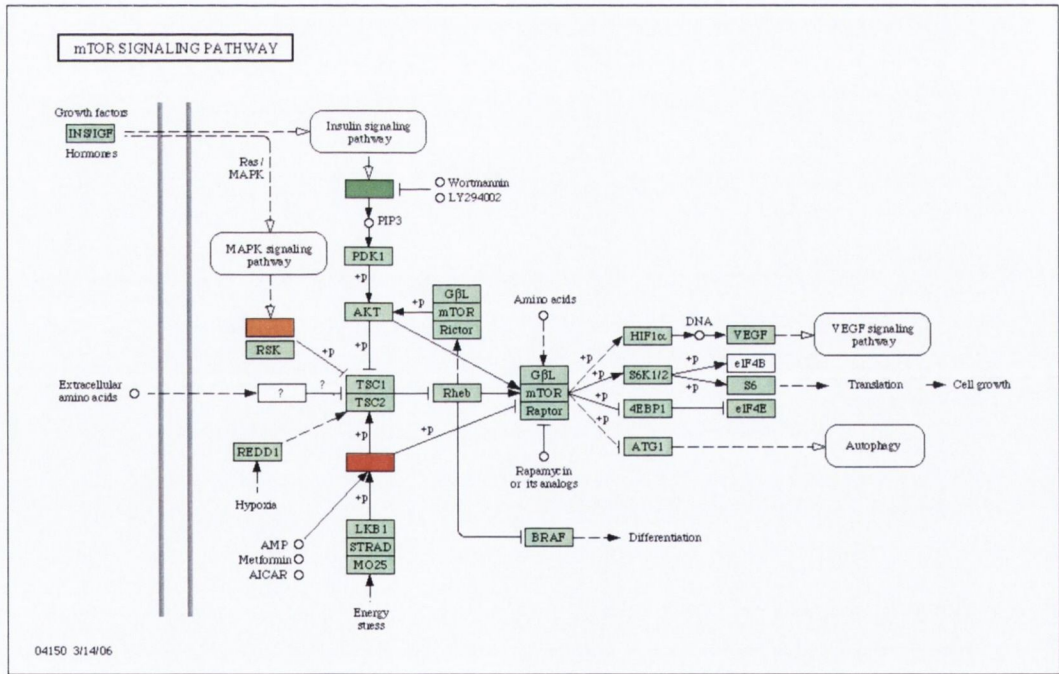 mTOR SIGNALING PATHWAY
Growth factors
INS/IGF
Hormones
Ras/
MAPK
Insulin signaling
pathway
Wortmannin
LY294002
PIP3
MAPK signaling
pathway
PDK1
+p
AKT
+p
GβL
mTOR
Rictor
RSK
+p
+p
Amino acids
HIF1α
DNA
VEGF
VEGF signaling
pathway
+p
+p
+p
+p
S6K1/2
+p
+p
eIF4B
S6
Translation
Cell growth
Extracellular
amino acids
?
?
TSC1
TSC2
Rheb
GβL
mTOR
Raptor
4EBP1
eIF4E
REDD1
Hypoxia
+p
+p
ATG1
Autophagy
Rapamycin
or its analogs
+p
+p
AMP
Metformin
AICAR
LKB1
STRAD
MO25
BRAF
Differentiation
Energy
stress
04150 3/14/06